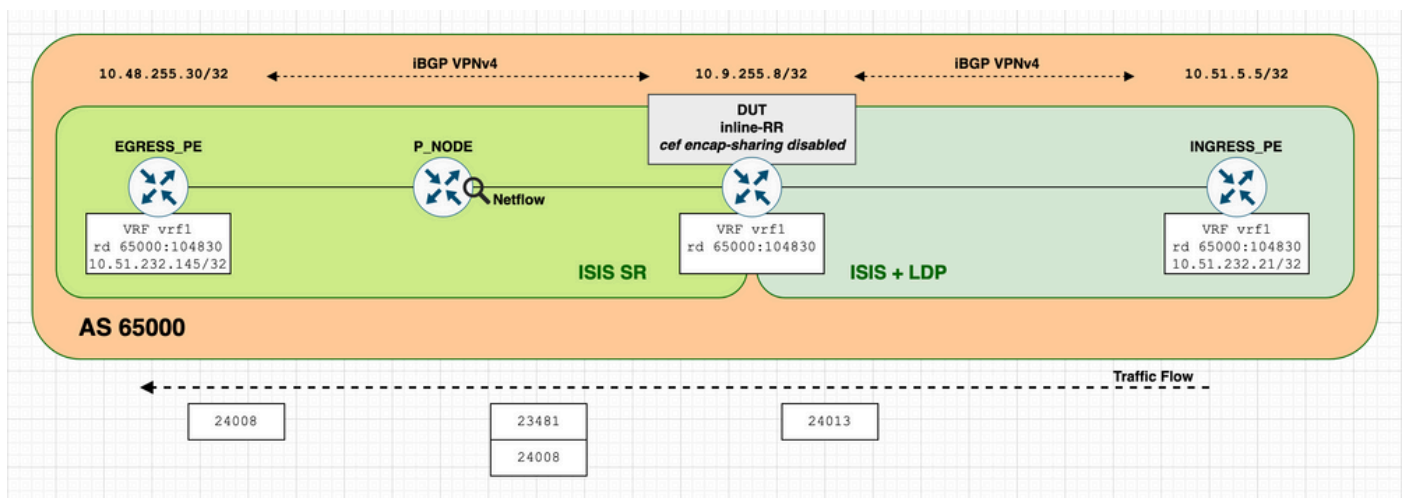 10.48.255.30/32
iBGP VPNv4
10.9.255.8/32
iBGP VPNv4
10.51.5.5/32
DUT
inline-RR
cef encap-sharing disabled
EGRESS_PE
P_NODE
INGRESS_PE
Netflow
VRF vrf1
rd 65000:104830
10.51.232.145/32
VRF vrf1
rd 65000:104830
VRF vrf1
rd 65000:104830
10.51.232.21/32
ISIS SR
ISIS + LDP
AS 65000
Traffic Flow
24008
23481
24008
24013